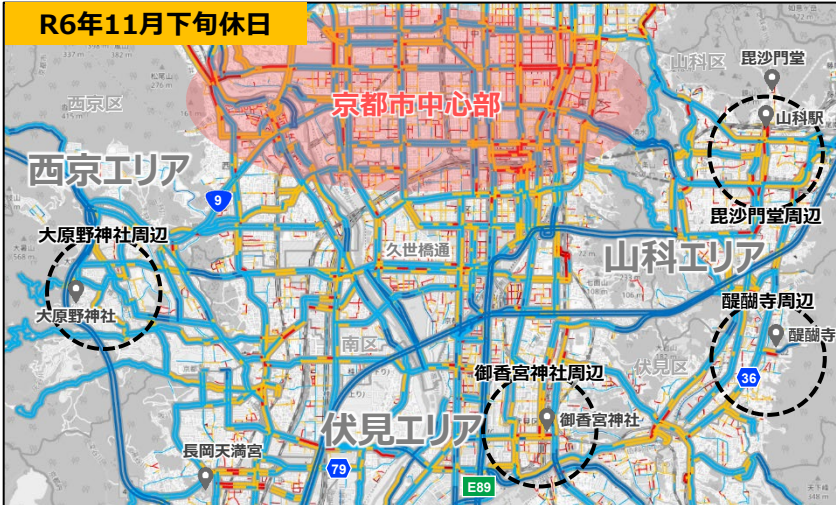 R6年11月下旬休日
京都市中心部
山科区
毘沙門堂
山科駅
毘沙門堂周辺
西京区
西京エリア
9
大原野神社周辺
大原野神社
久世橋通
山科エリア
醍醐寺周辺
醍醐寺
南区
伏見区
36
御香宮神社周辺
御香宮神社
伏見エリア
長岡天満宮
79
E89